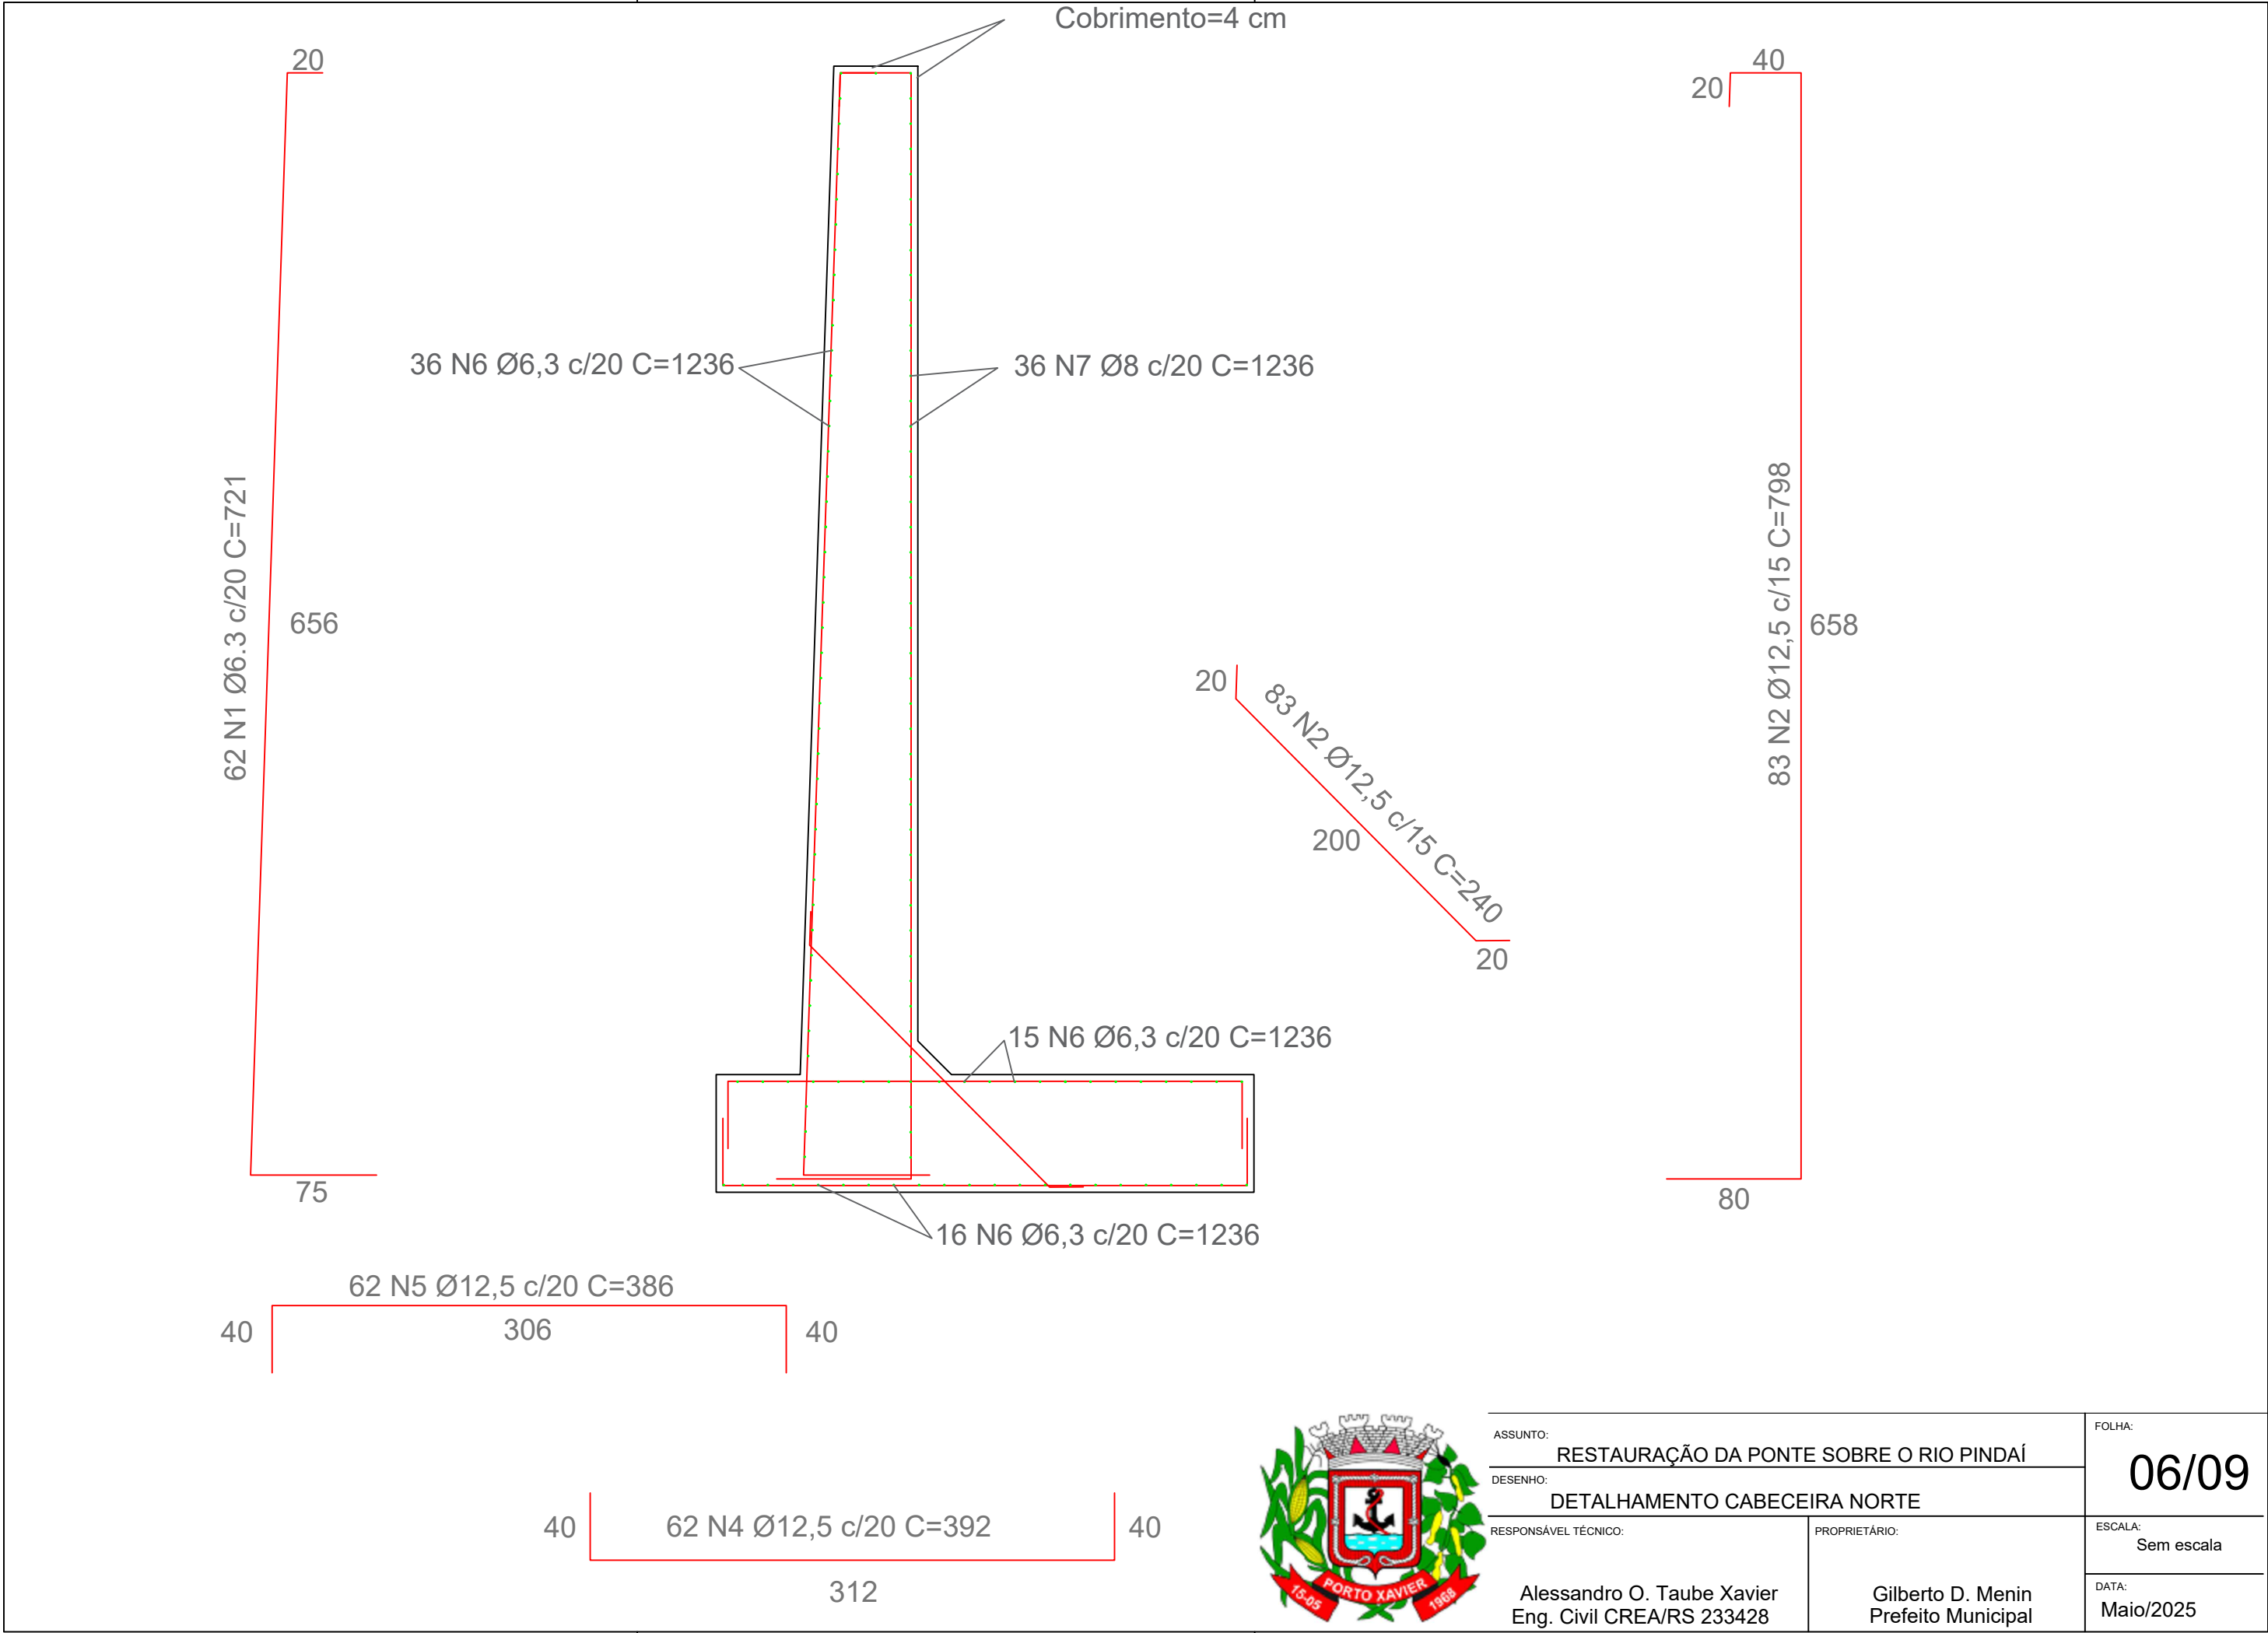 Cobrimento=4 cm
20
40
20
36 N6 Ø6,3 c/20 C=1236
36 N7 Ø8 c/20 C=1236
62 N1 Ø6.3 c/20 C=721
656
83 N2 Ø12,5 c/15 C=798
658
20
83 N2 Ø12,5 c/15 C=240
200
20
15 N6 Ø6,3 c/20 C=1236
75
80
16 N6 Ø6,3 c/20 C=1236
62 N5 Ø12,5 c/20 C=386
40
306
40
40
62 N4 Ø12,5 c/20 C=392
40
312
PORTO XAVIER
15-05
1968
ASSUNTO:
RESTAURAÇÃO DA PONTE SOBRE O RIO PINDAÍ
DESENHO:
DETALHAMENTO CABECEIRA NORTE
FOLHA:
06/09
RESPONSÁVEL TÉCNICO:
Alessandro O. Taube Xavier
Eng. Civil CREA/RS 233428
PROPRIETÁRIO:
Gilberto D. Menin
Prefeito Municipal
ESCALA:
Sem escala
DATA:
Maio/2025